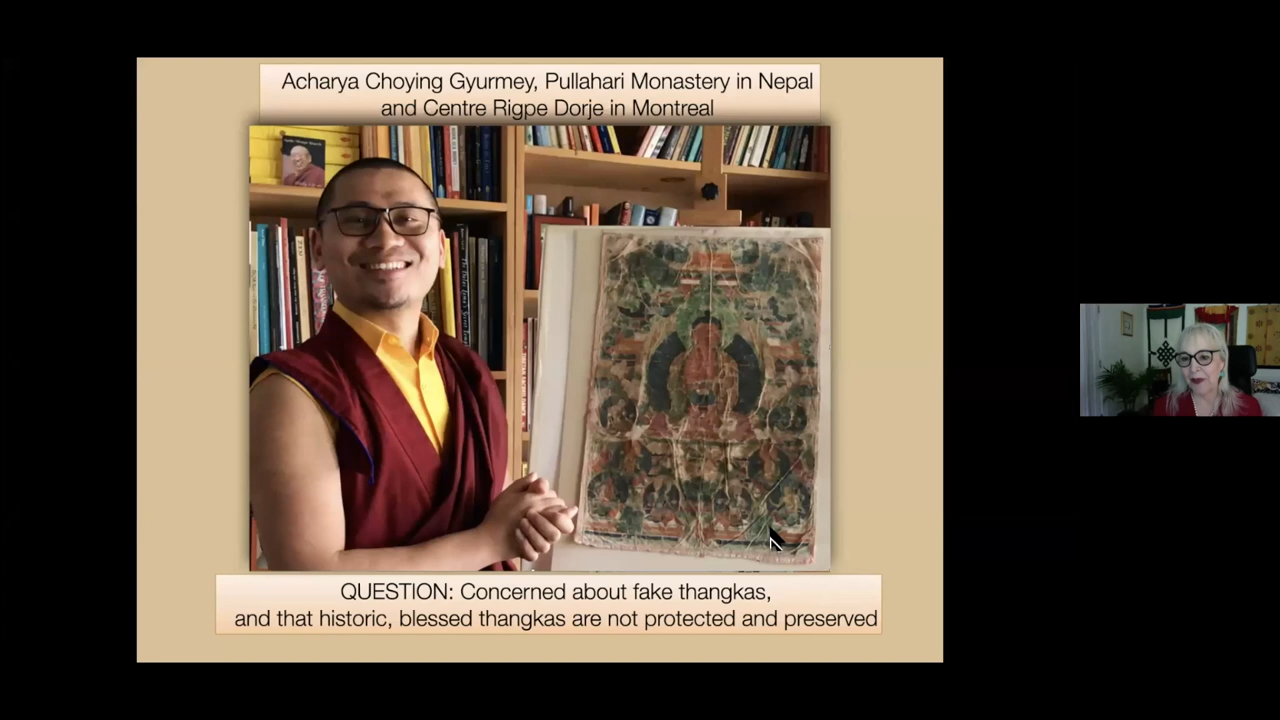 Acharya Choying Gyurmey, Pullahari Monastery in Nepal
and Centre Rigpe Dorje in Montreal
QUESTION: Concerned about fake thangkas,
and that historic, blessed thangkas are not protected and preserved